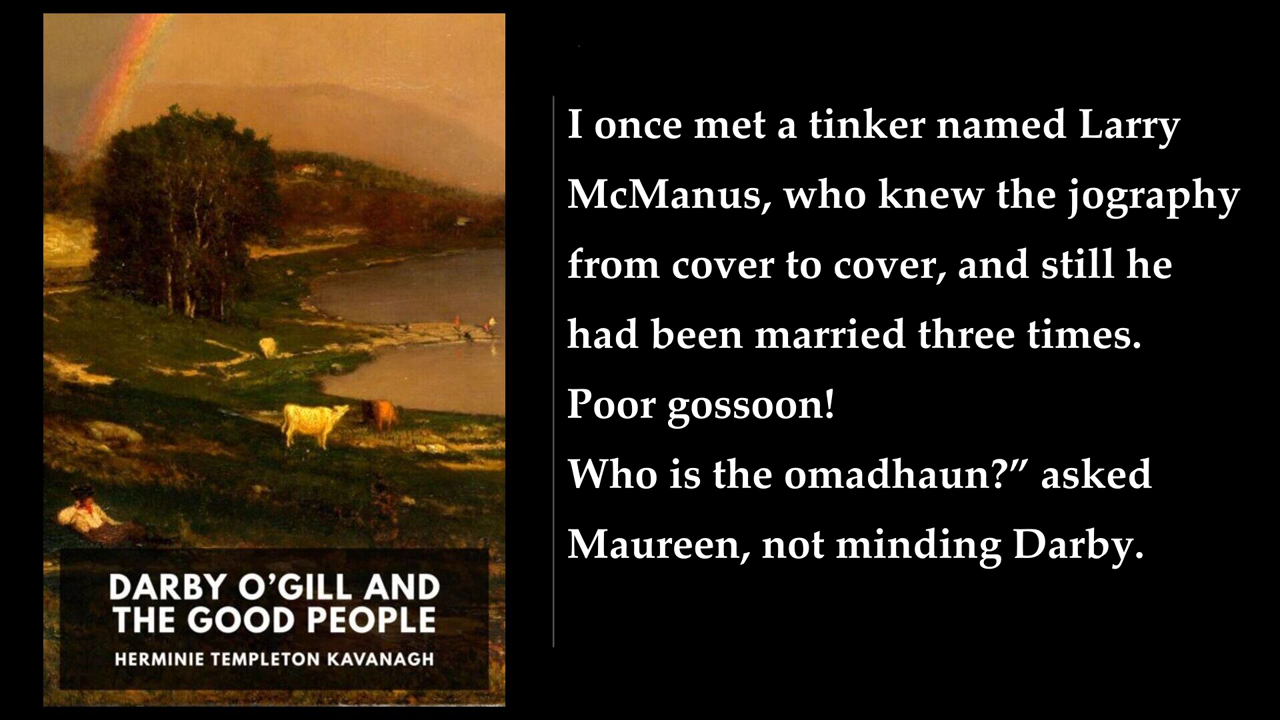 I once met a tinker named Larry
McManus, who knew the jography
from cover to cover, and still he
had been married three times.
Poor gossoon!
Who is the omadhaun?” asked
Maureen, not minding Darby.
DARBY O’GILL AND
THE GOOD PEOPLE
HERMINIE TEMPLETON KAVANAGH